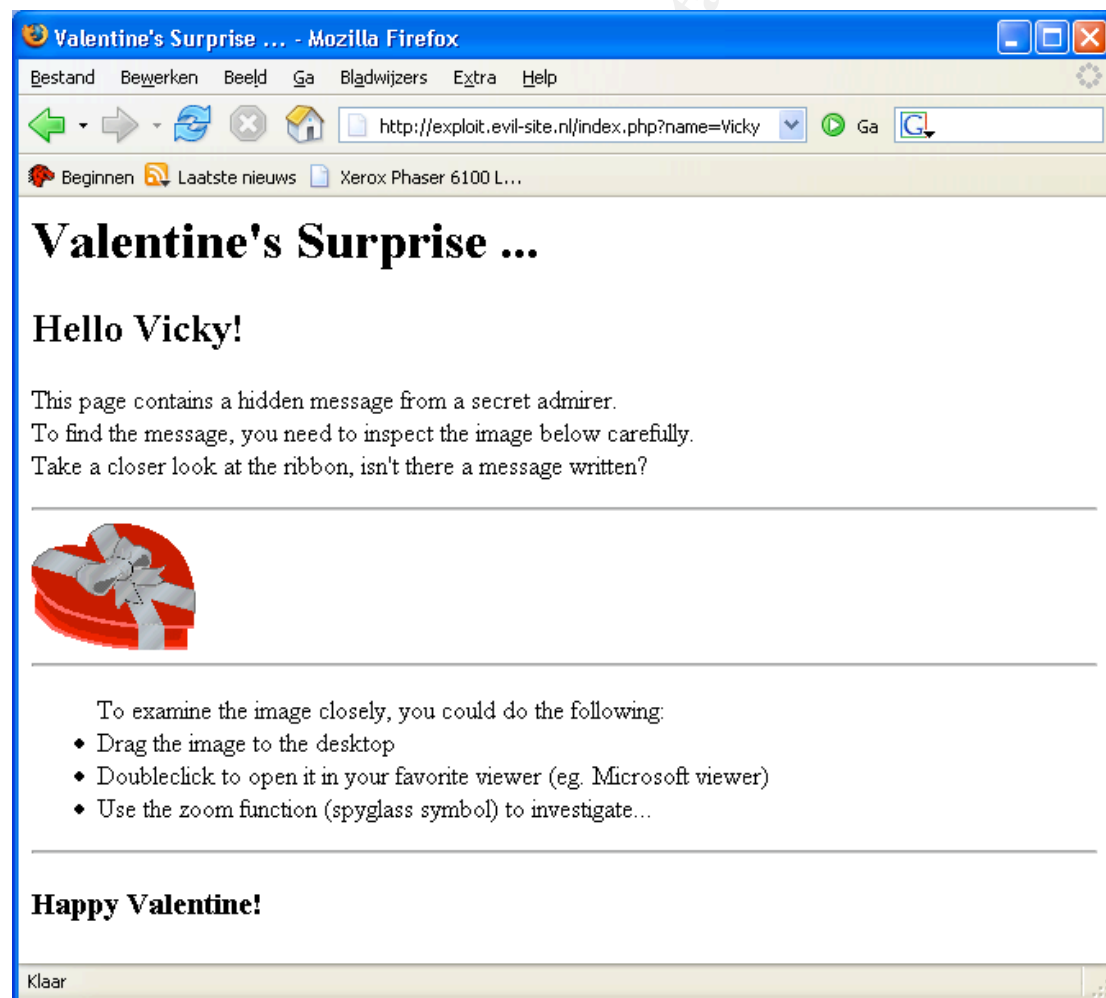 Valentine's Surprise ... - Mozilla Firefox
Bestand Bewerken Beeld Ga Bladwijzers Extra Help
http://exploit.evil-site.nl/index.php?name=Vicky Ga G
Beginnen Laatste nieuws Xerox Phaser 6100 L...
Valentine's Surprise ...
Hello Vicky!
This page contains a hidden message from a secret admirer.
To find the message, you need to inspect the image below carefully.
Take a closer look at the ribbon, isn't there a message written?
To examine the image closely, you could do the following:
• Drag the image to the desktop
• Doubleclick to open it in your favorite viewer (eg. Microsoft viewer)
• Use the zoom function (spyglass symbol) to investigate...
Happy Valentine!
Klaar